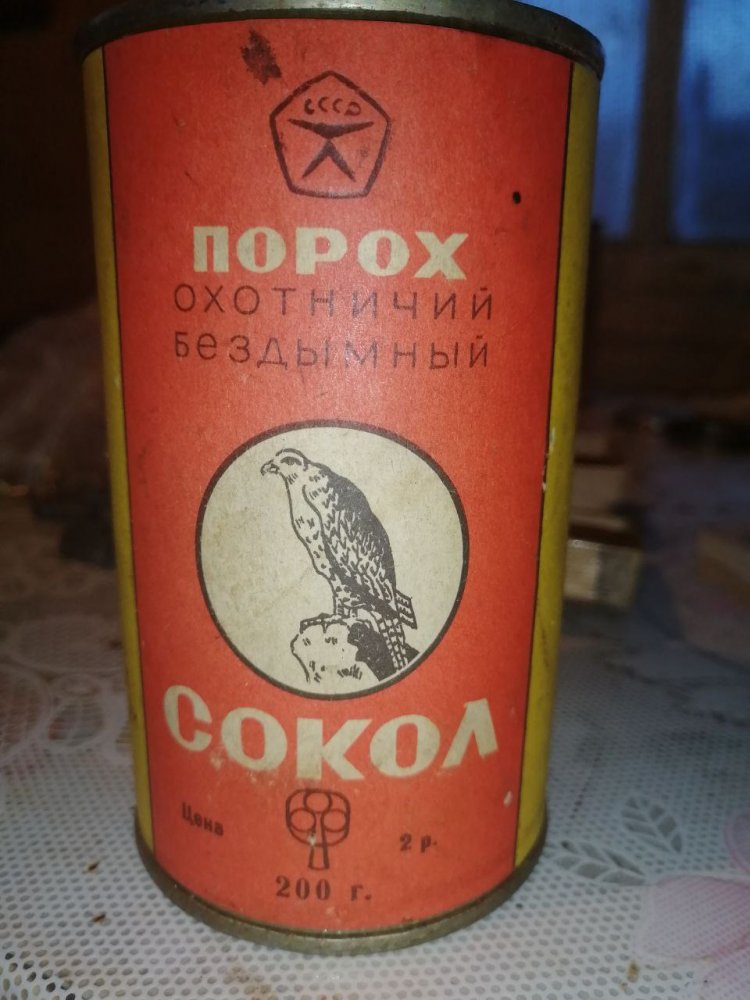 СССР
ПОРОХ
ОХОТНИЧИЙ
БЕЗДЫМНЫЙ
СОКОЛ
Цена 2 р.
200 г.